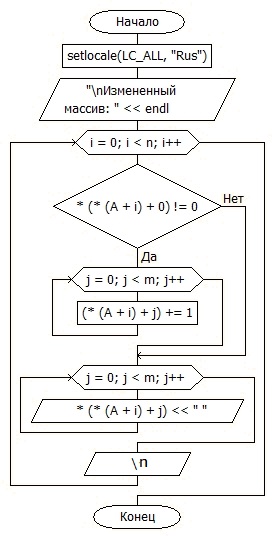 Начало
setlocale(LC_ALL, "Rus")
"\nИзмененный
массив: " << endl
i = 0; i < n; i++
* (* (A + i) + 0) != 0
Нет
Да
j = 0; j < m; j++
(* (A + i) + j) += 1
j = 0; j < m; j++
* (* (A + i) + j) << " "
\n
Конец